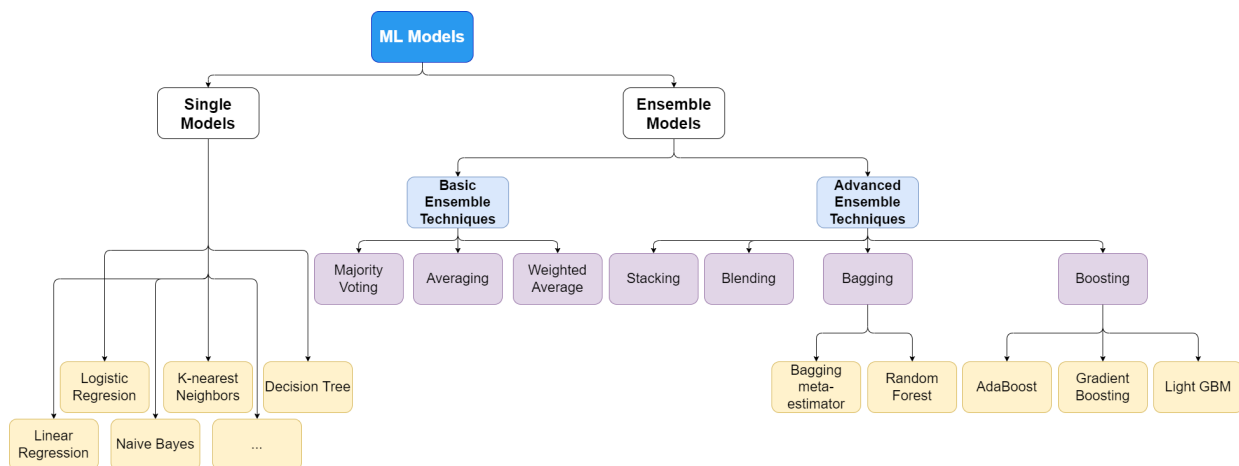 ML Models
Single
Models
Ensemble
Models
Basic
Ensemble
Techniques
Advanced
Ensemble
Techniques
Majority
Voting
Averaging
Weighted
Average
Stacking
Blending
Bagging
Boosting
Logistic
Regresion
K-nearest
Neighbors
Decision Tree
Bagging
meta-
estimator
Random
Forest
AdaBoost
Gradient
Boosting
Light GBM
Linear
Regression
Naive Bayes
...